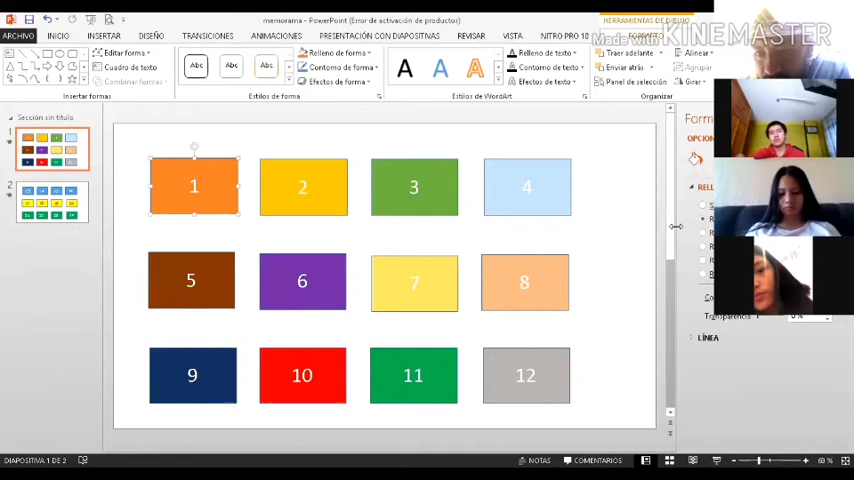 memorama - PowerPoint (Error de activación de productos)
HERRAMIENTAS DE DIBUJO
ARCHIVO INICIO INSERTAR DISEÑO TRANSICIONES ANIMACIONES PRESENTACIÓN CON DIAPOSITIVAS REVISAR VISTA NITRO PRO 10 FORMATO
Made with KINEMASTER
Editar forma
Cuadro de texto
Combinar formas
Insertar formas
Abc Abc Abc
Relleno de forma
Contorno de forma
Efectos de forma
Estilos de forma
A A A
Relleno de texto
Contorno de texto
Efectos de texto
Estilos de WordArt
Traer adelante
Enviar atrás
Panel de selección
Alinear
Agrupar
Girar
Organizar
Sección sin título
1
2
1 2 3 4
5 6 7 8
9 10 11 12
Form
OPCIO
RELL
Transparencia 0 %
LÍNEA
DIAPOSITIVA 1 DE 2
NOTAS
COMENTARIOS
68 %